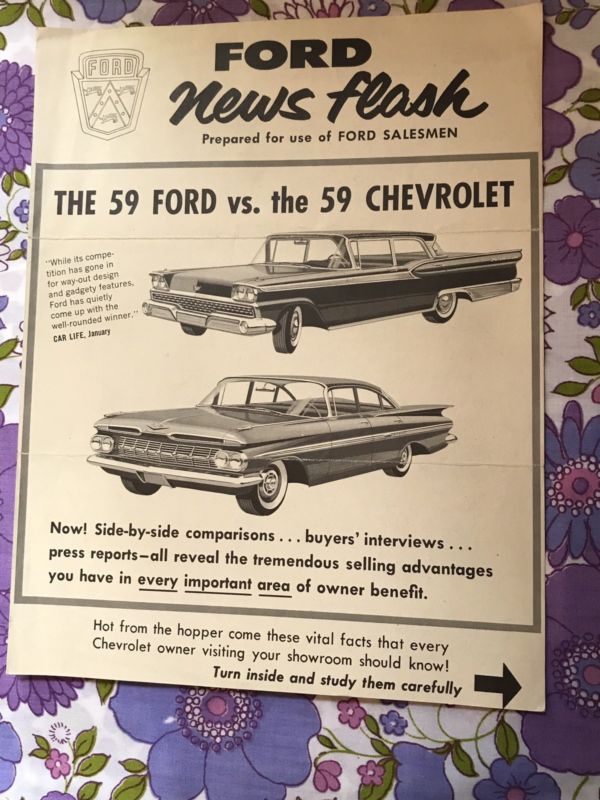 FORD
FORD
News Flash
Prepared for use of FORD SALESMEN
THE 59 FORD vs. the 59 CHEVROLET
"While its compe-
tition has gone in
for way-out design
and gadgety features,
Ford has quietly
come up with the
well-rounded winner."
CAR LIFE, January
Now! Side-by-side comparisons . . . buyers' interviews . . .
press reports—all reveal the tremendous selling advantages
you have in every important area of owner benefit.
Hot from the hopper come these vital facts that every
Chevrolet owner visiting your showroom should know!
Turn inside and study them carefully